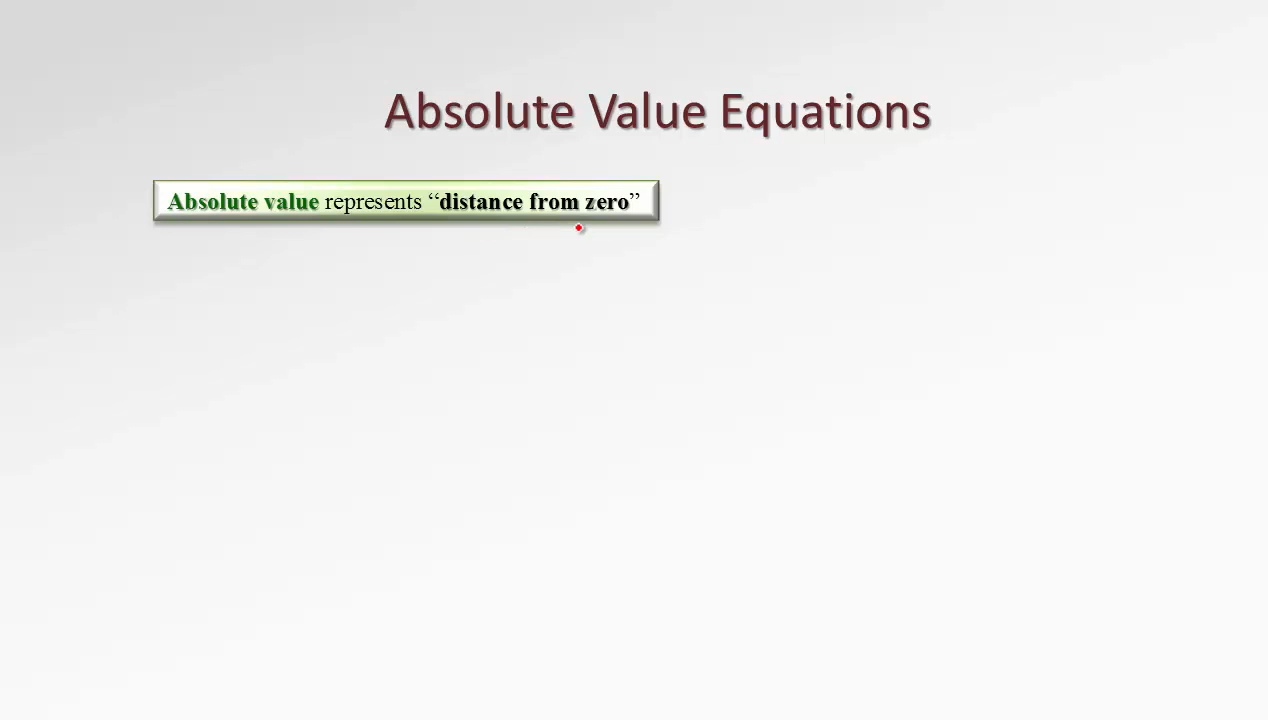 Absolute Value Equations
Absolute value represents “distance from zero”